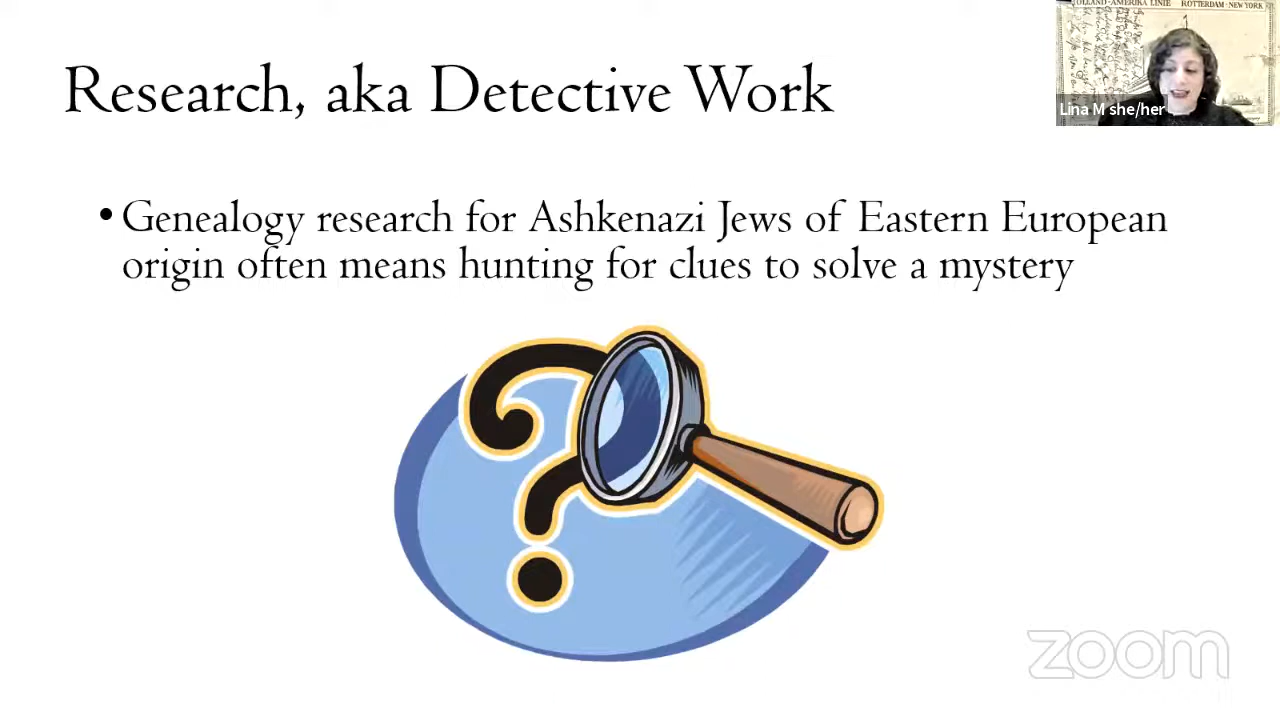 HOLLAND-AMERIKA LINIE ROTTERDAM-NEW YORK
Research, aka Detective Work
Lina M she/her
• Genealogy research for Ashkenazi Jews of Eastern European
origin often means hunting for clues to solve a mystery
zoom